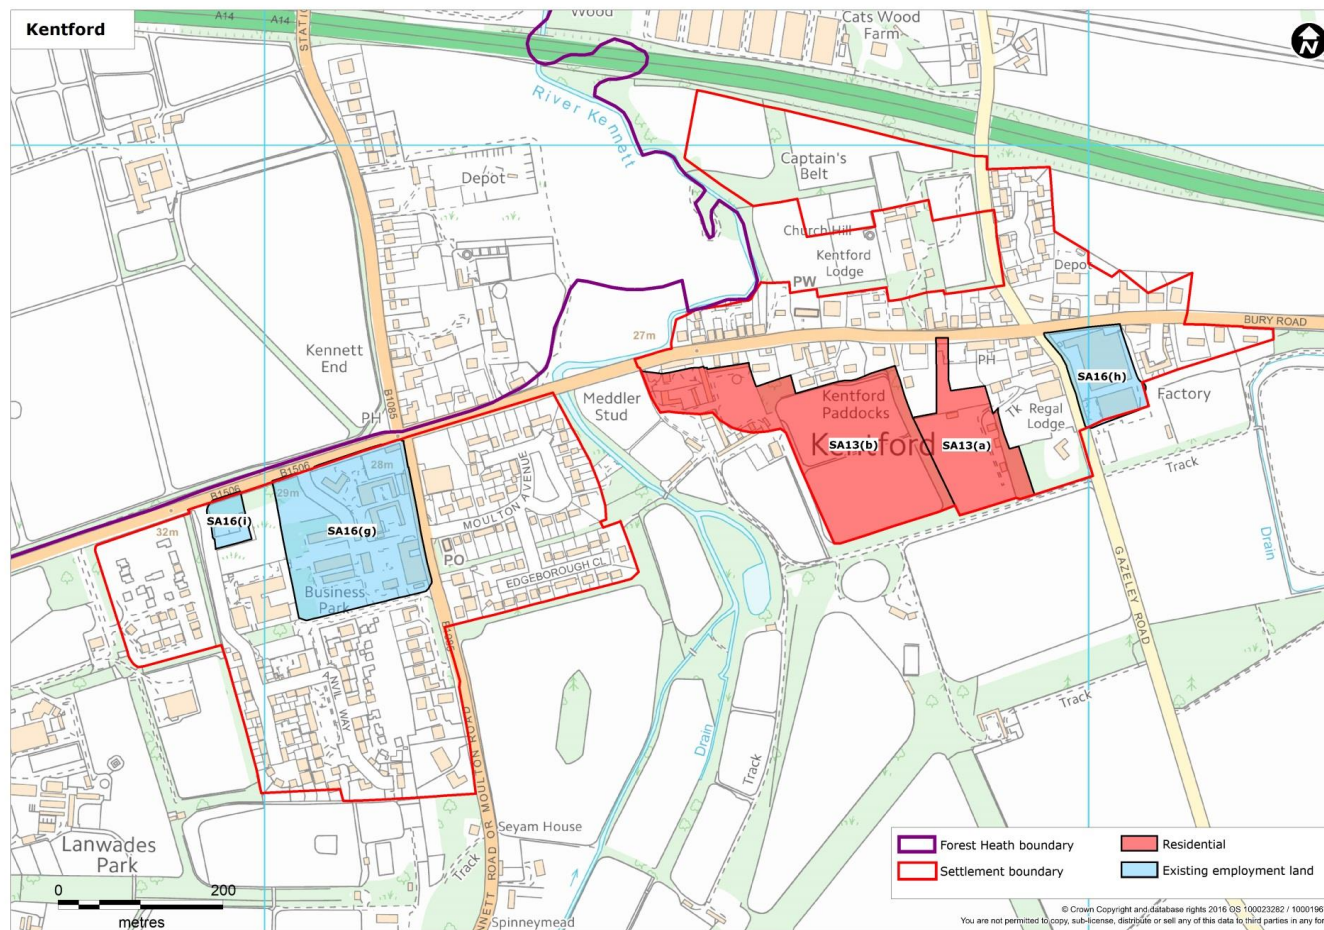 Kentford
A14
A14
Wood
Cats Wood
Farm
N
River Kennett
Depot
Captain's
Belt
Church Hill
Kentford
Lodge
PW
Depot
27m
BURY ROAD
Kennett
End
PH
B1085
Meddler
Stud
Kentford
Paddocks
Kentford
SA13(b)
SA13(a)
PH
TK
Regal
Lodge
SA16(h)
Factory
Track
B1506
B1506
28m
29m
32m
SA16(i)
SA16(g)
Business
Park
MOULTON AVENUE
PO
EDGEBOROUGH CL
B1085
Drain
GAZELEY ROAD
Track
Drain
Track
Lanwades
Park
Seyam House
Track
Spinneymead
0 200
metres
Forest Heath boundary
Settlement boundary
Residential
Existing employment land
© Crown Copyright and database rights 2016 OS 100023282 / 1000196
You are not permitted to copy, sub-license, distribute or sell any of this data to third parties in any for